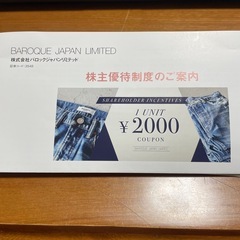 BAROQUE JAPAN LIMITED
株式会社バロックジャパンリミテッド
株主優待制度のご案内
SHAREHOLDER INCENTIVES
1 UNIT
¥2000
COUPON